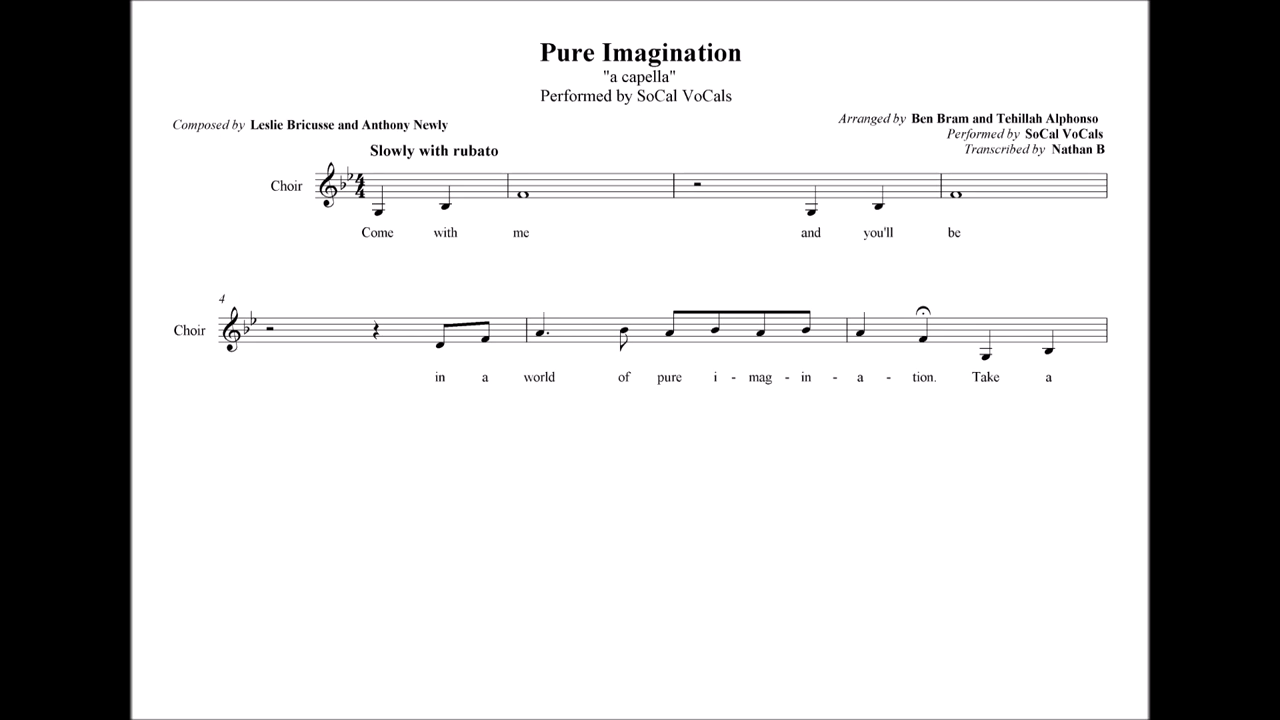 Pure Imagination
"a capella"
Performed by SoCal VoCals
Composed by Leslie Bricusse and Anthony Newly
Arranged by Ben Bram and Tehillah Alphonso
Performed by SoCal VoCals
Transcribed by Nathan B
Slowly with rubato
Choir
4
4
Come with me and you'll be
4
Choir
in a world of pure i - mag - in - a - tion. Take a